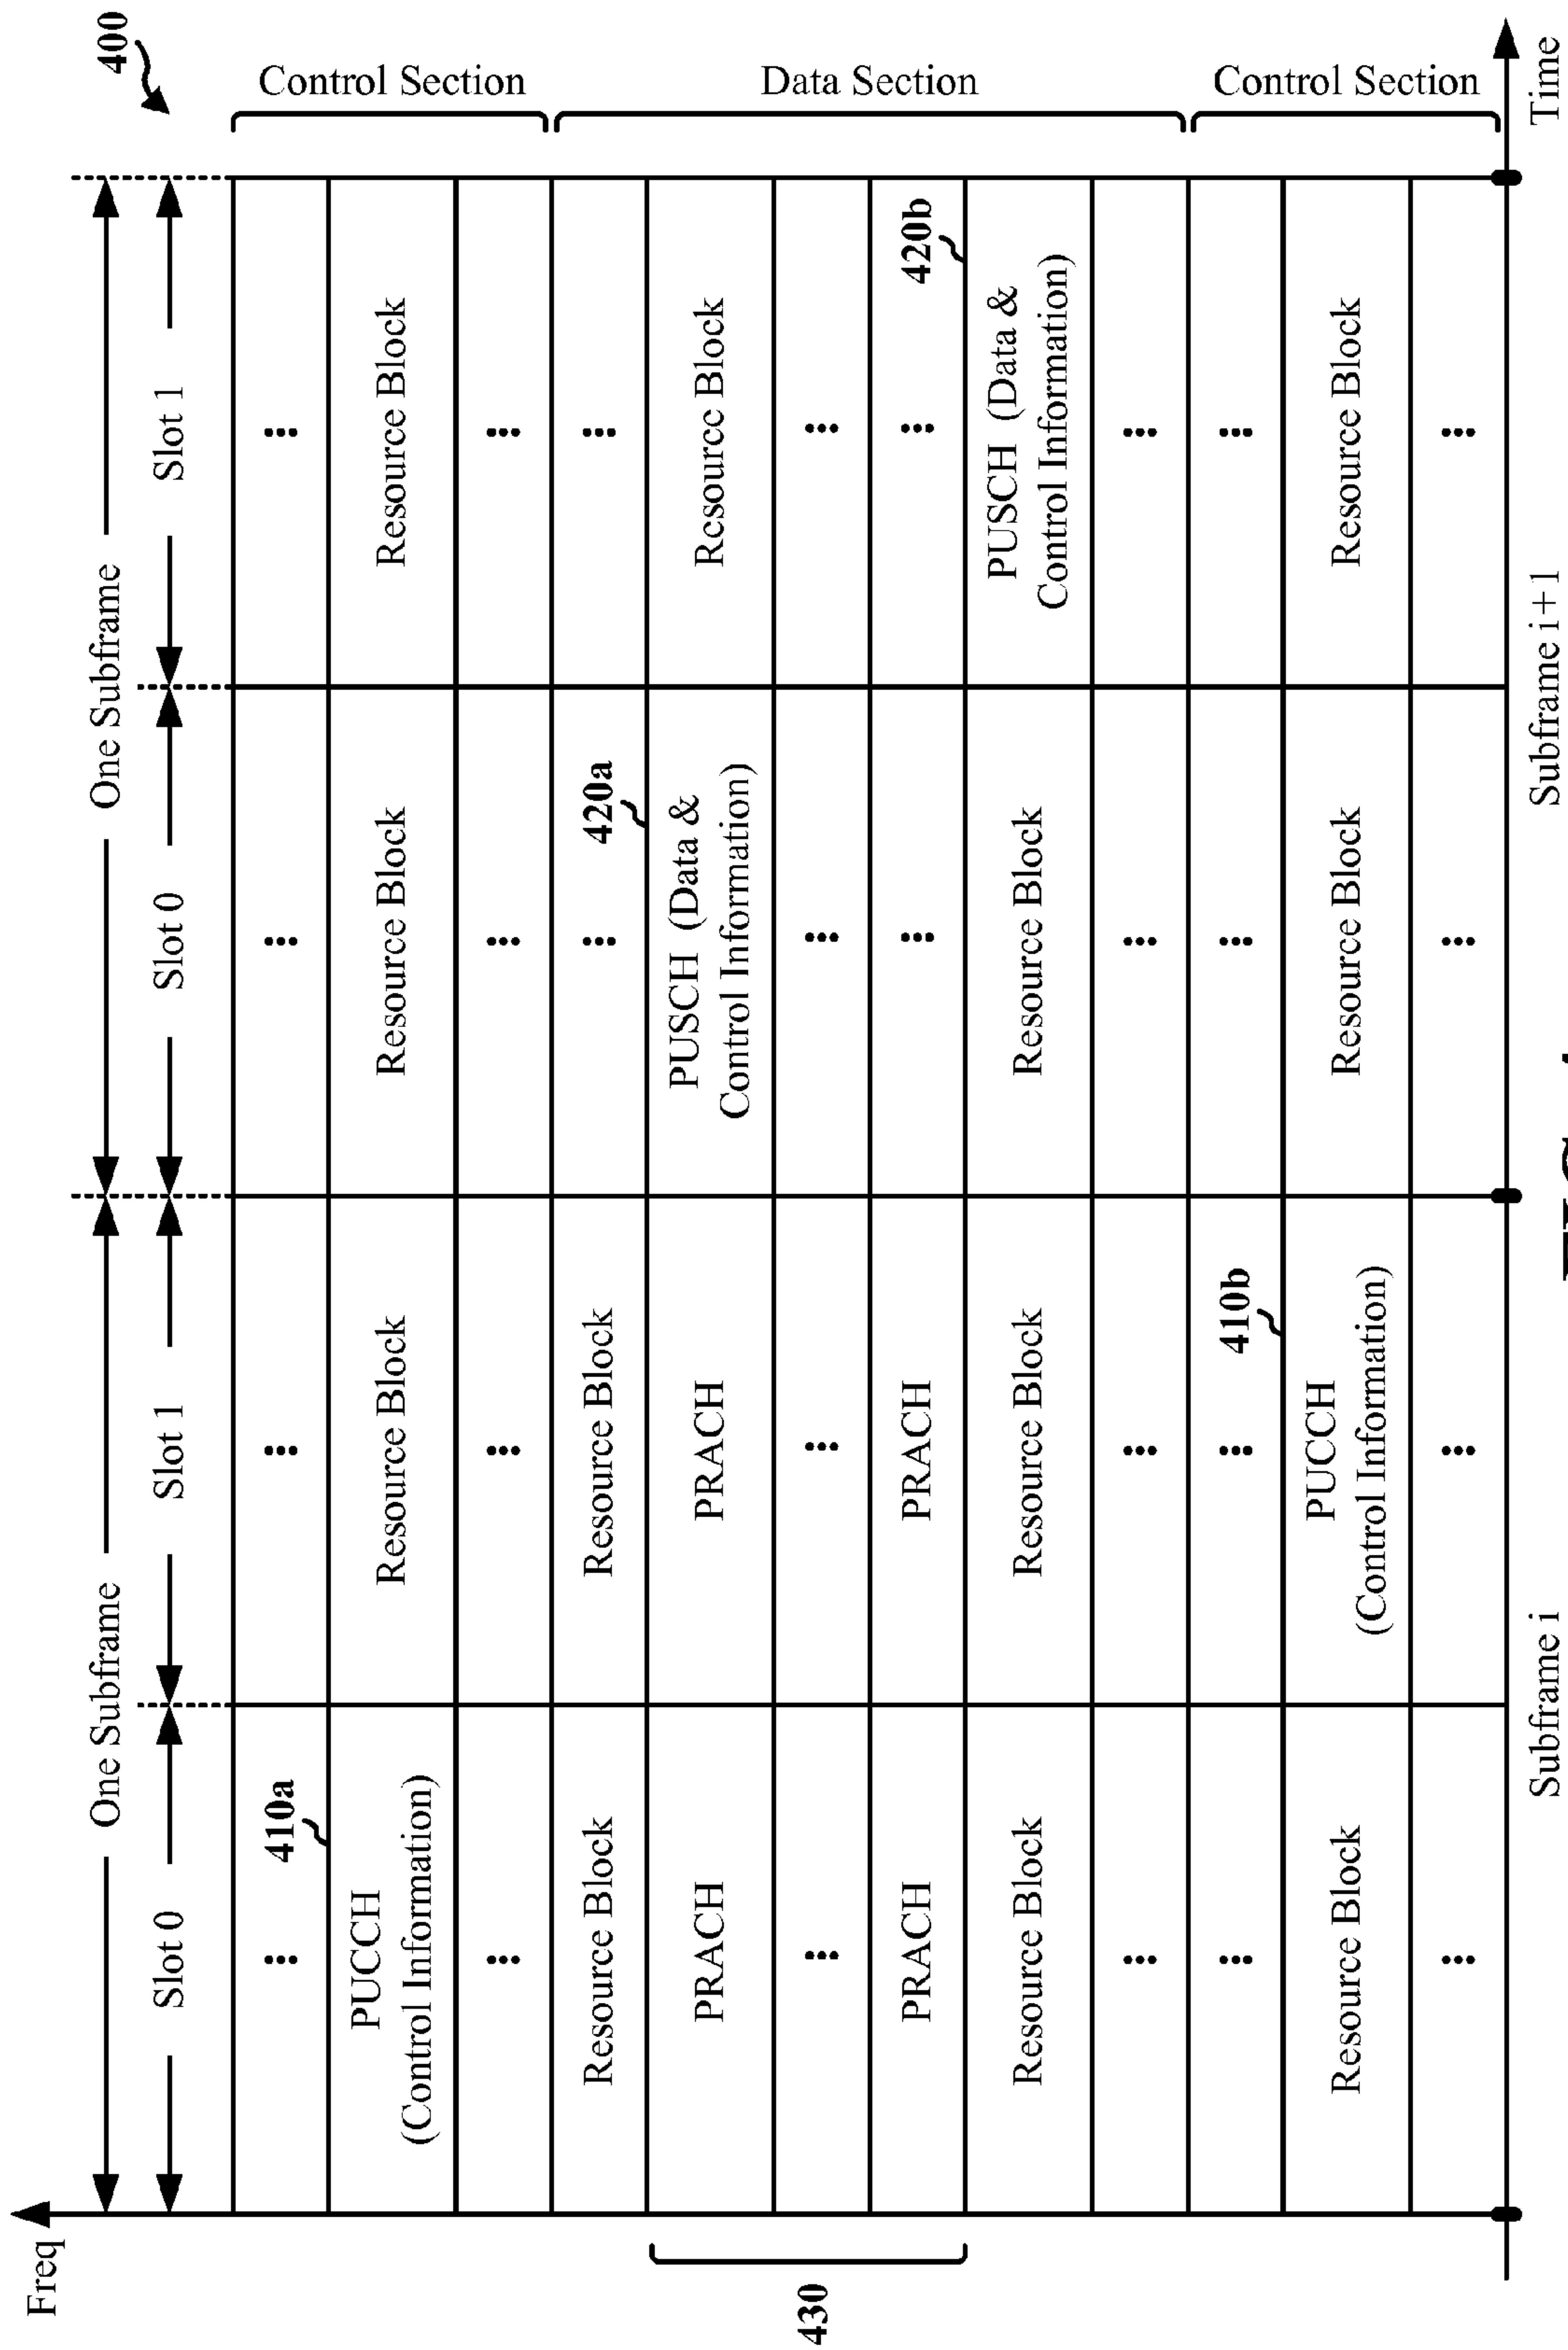 Freq
400
One Subframe
One Subframe
Slot 0
Slot 1
Slot 0
Slot 1
410a
PUCCH
(Control Information)
Resource Block
Resource Block
Resource Block
Control Section
Resource Block
Resource Block
420a
430
PRACH
PRACH
PUSCH (Data &
Control Information)
Resource Block
Data Section
PRACH
PRACH
420b
Resource Block
Resource Block
Resource Block
PUSCH (Data &
Control Information)
410b
Resource Block
PUCCH
(Control Information)
Resource Block
Resource Block
Control Section
Subframe i
Subframe i+1
Time